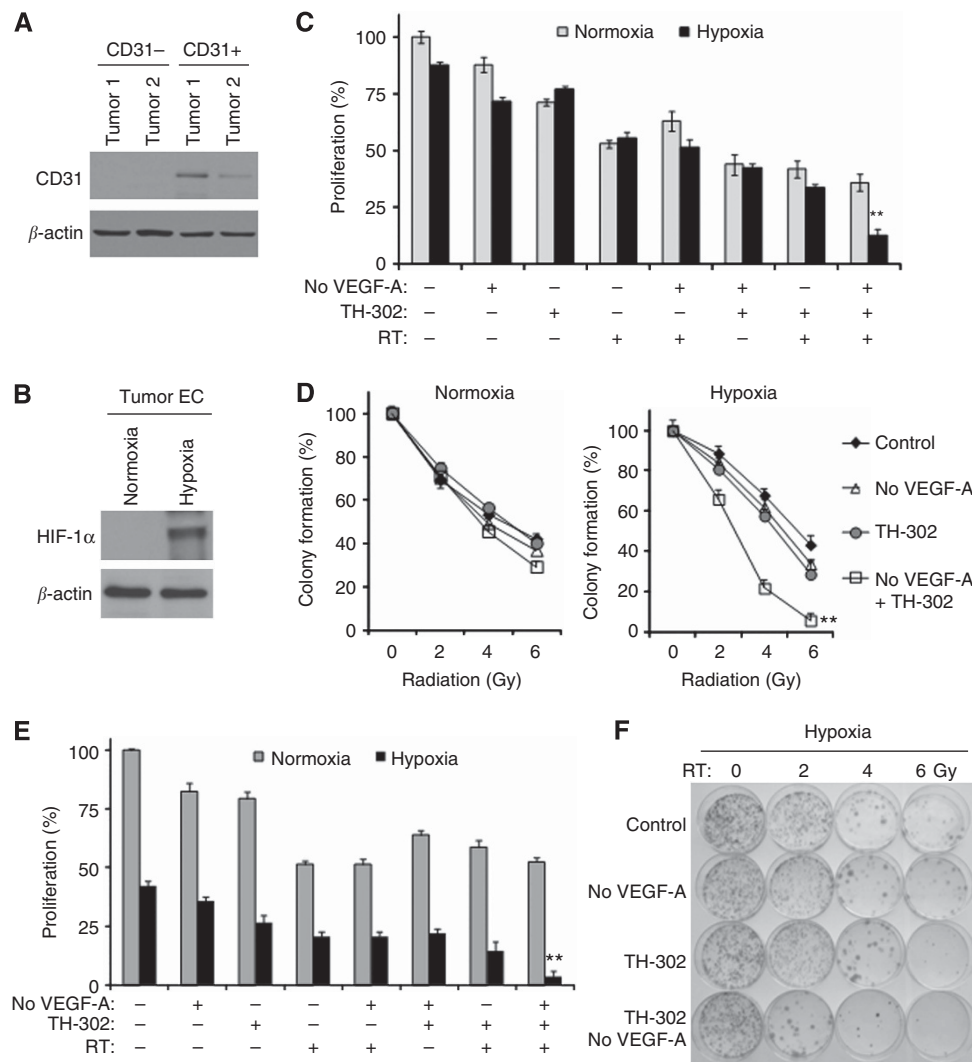 A
CD31– CD31+
Tumor 1 Tumor 2 Tumor 1 Tumor 2
CD31
β-actin
B
Tumor EC
Normoxia Hypoxia
HIF-1α
β-actin
C
Normoxia Hypoxia
Proliferation (%)
100
75
50
25
0
**
No VEGF-A: – + – – + + – +
TH-302: – – + – – + + +
RT: – – – + + – + +
D
Normoxia
Colony formation (%)
100
80
60
40
20
0
0 2 4 6
Radiation (Gy)
Hypoxia
Colony formation (%)
100
80
60
40
20
0
**
0 2 4 6
Radiation (Gy)
Control
No VEGF-A
TH-302
No VEGF-A
+ TH-302
E
Normoxia Hypoxia
Proliferation (%)
100
75
50
25
0
**
No VEGF-A: – + – – + + – +
TH-302: – – + – – + + +
RT: – – – + + – + +
F
Hypoxia
RT: 0 2 4 6 Gy
Control
No VEGF-A
TH-302
TH-302
No VEGF-A